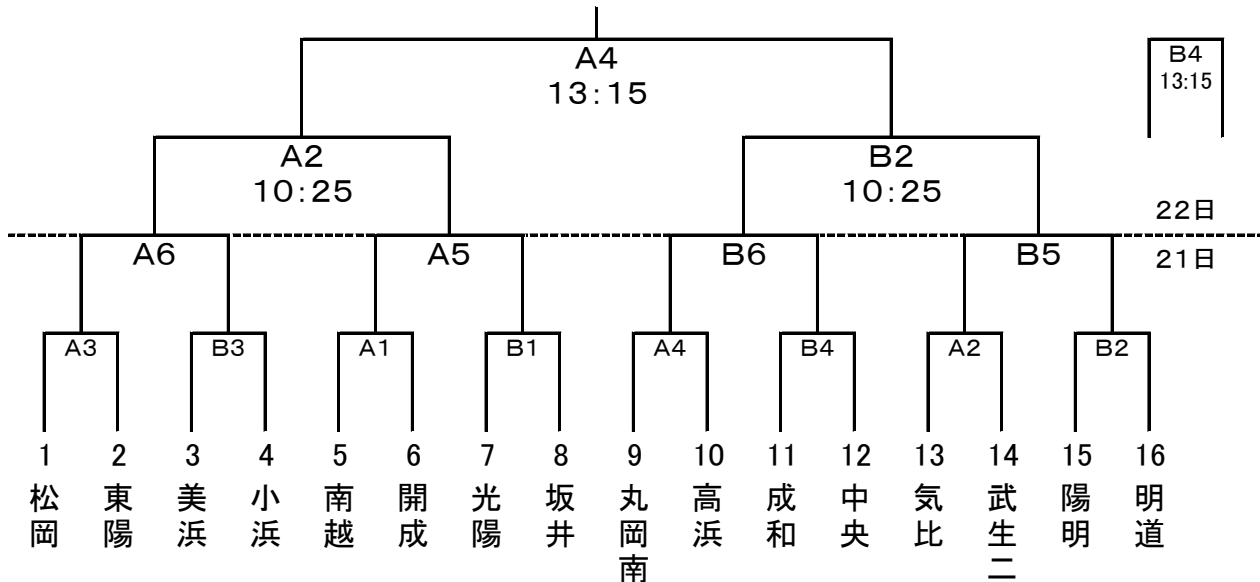 A4
13:15
B4
13:15
A2
10:25
B2
10:25
22日
A6
A5
B6
B5
21日
A3
B3
A1
B1
A4
B4
A2
B2
1 2 3 4 5 6 7 8 9 10 11 12 13 14 15 16
松岡
東陽
美浜
小浜
南越
開成
光陽
坂井
丸岡南
高浜
成和
中央
気比
武生二
陽明
明道